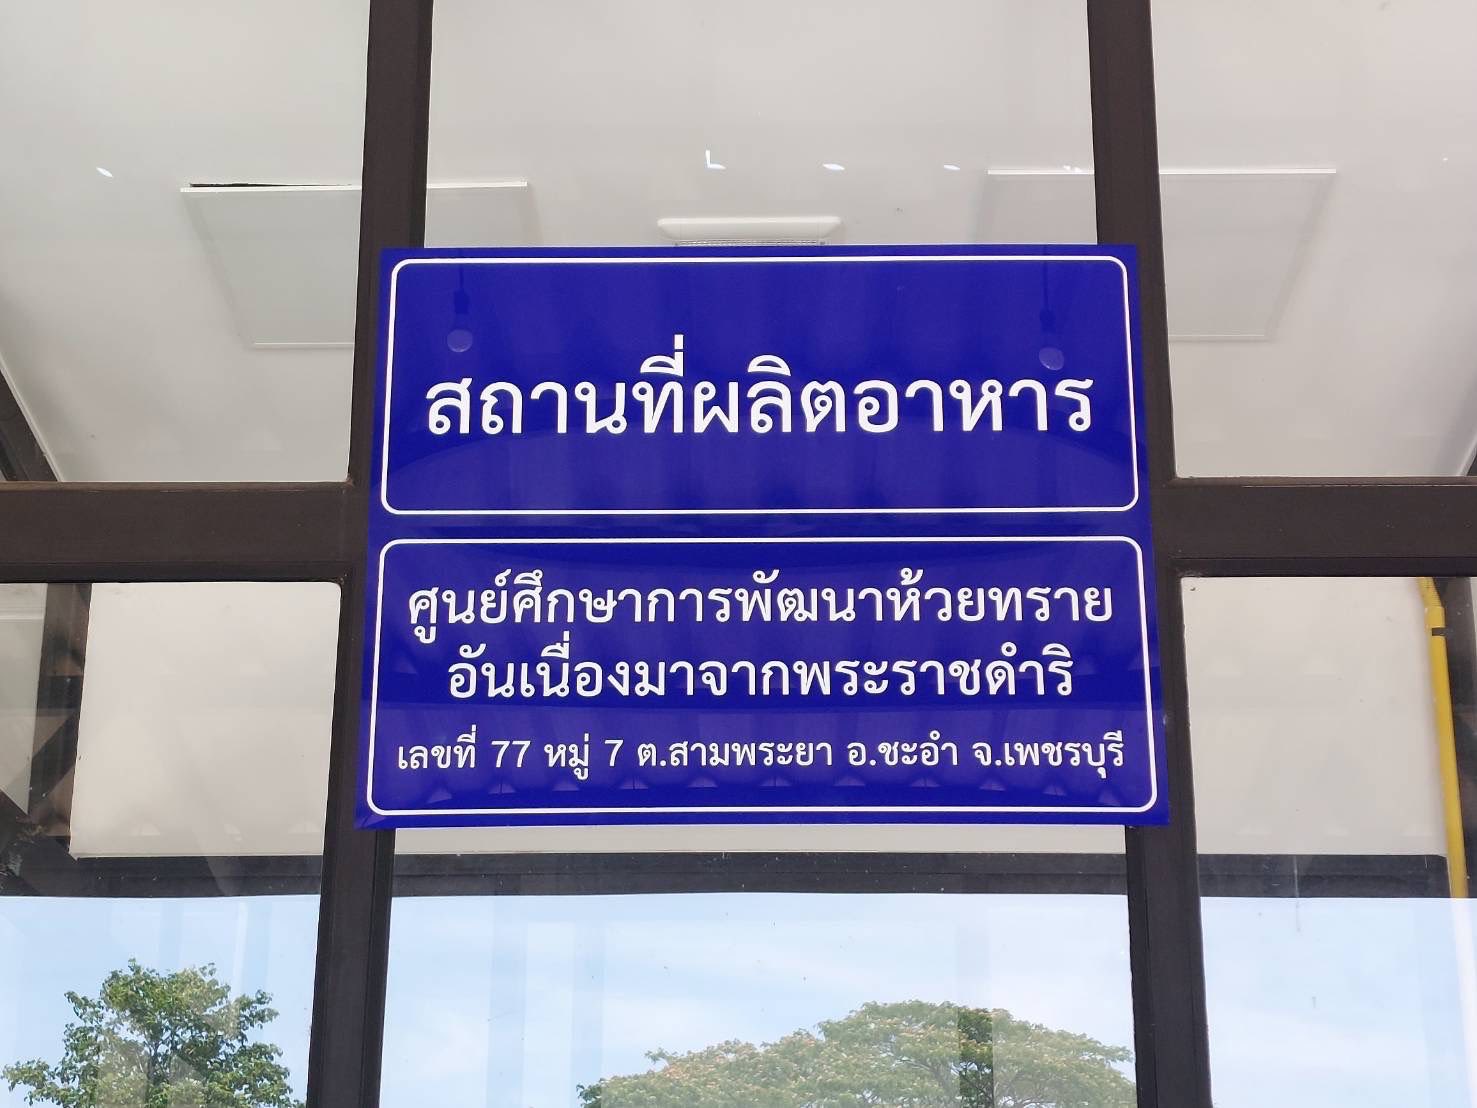 สถานที่ผลิตอาหาร
ศูนย์ศึกษาการพัฒนาห้วยทราย
อันเนื่องมาจากพระราชดำริ
เลขที่ 77 หมู่ 7 ต.สามพระยา อ.ชะอำ จ.เพชรบุรี